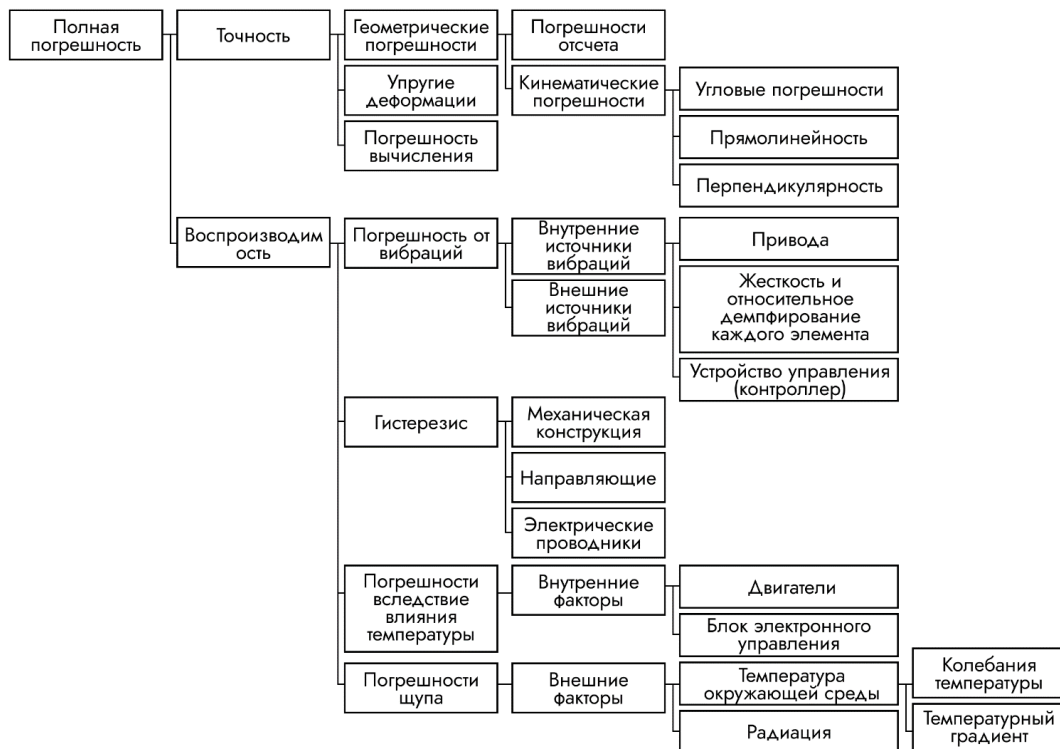 Полная
погрешность
Точность
Геометрические
погрешности
Погрешности
отсчета
Кинематические
погрешности
Угловые погрешности
Прямолинейность
Перпендикулярность
Упругие
деформации
Погрешность
вычисления
Воспроизводим
ость
Погрешность от
вибраций
Внутренние
источники
вибраций
Привода
Жесткость и
относительное
демпфирование
каждого элемента
Устройство управления
(контроллер)
Внешние
источники
вибраций
Гистерезис
Механическая
конструкция
Направляющие
Электрические
проводники
Погрешности
вследствие
влияния
температуры
Внутренние
факторы
Двигатели
Блок электронного
управления
Погрешности
щупа
Внешние
факторы
Температура
окружающей среды
Колебания
температуры
Температурный
градиент
Радиация